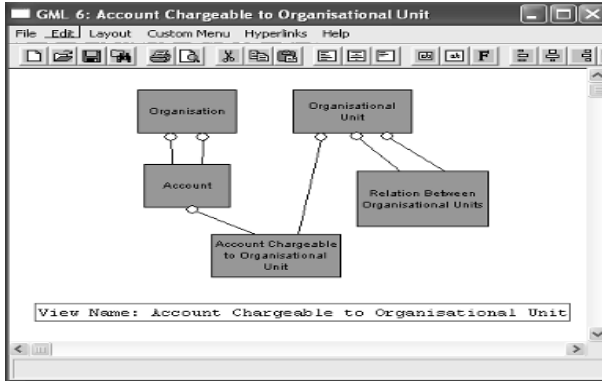 GML 6: Account Chargeable to Organisational Unit
File Edit Layout Custom Menu Hyperlinks Help
Organisation
Organisational
Unit
Account
Relation Between
Organisational Units
Account Chargeable
to Organisational
Unit
View Name: Account Chargeable to Organisational Unit